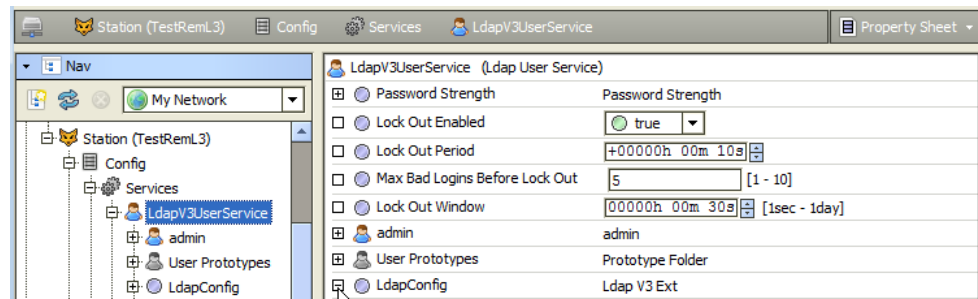 Station (TestRemL3) Config Services LdapV3UserService Property Sheet
Nav
My Network
Station (TestRemL3)
Config
Services
LdapV3UserService
admin
User Prototypes
LdapConfig
LdapV3UserService (Ldap User Service)
Password Strength Password Strength
Lock Out Enabled true
Lock Out Period +00000h 00m 10s
Max Bad Logins Before Lock Out 5 [1 - 10]
Lock Out Window 00000h 00m 30s [1sec - 1day]
admin admin
User Prototypes Prototype Folder
LdapConfig Ldap V3 Ext